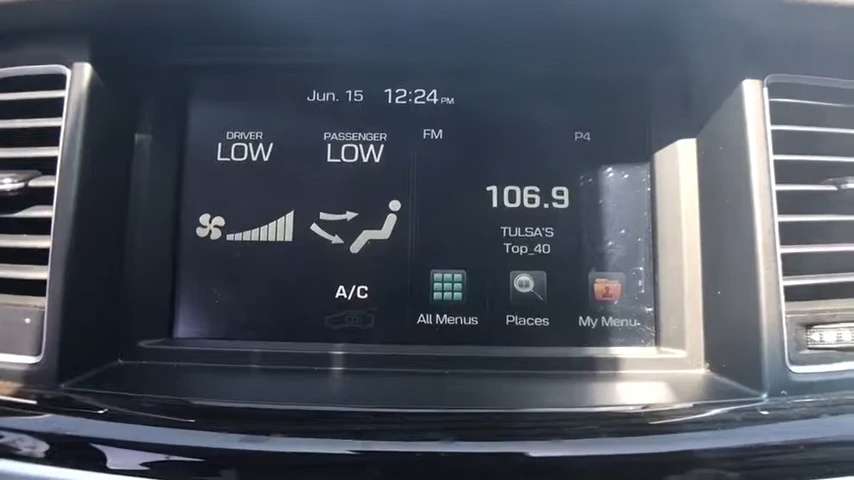 Jun. 15 12:24 PM
DRIVER
LOW
PASSENGER
LOW
A/C
FM P4
106.9
TULSA'S
Top_40
All Menus
Places
My Menu